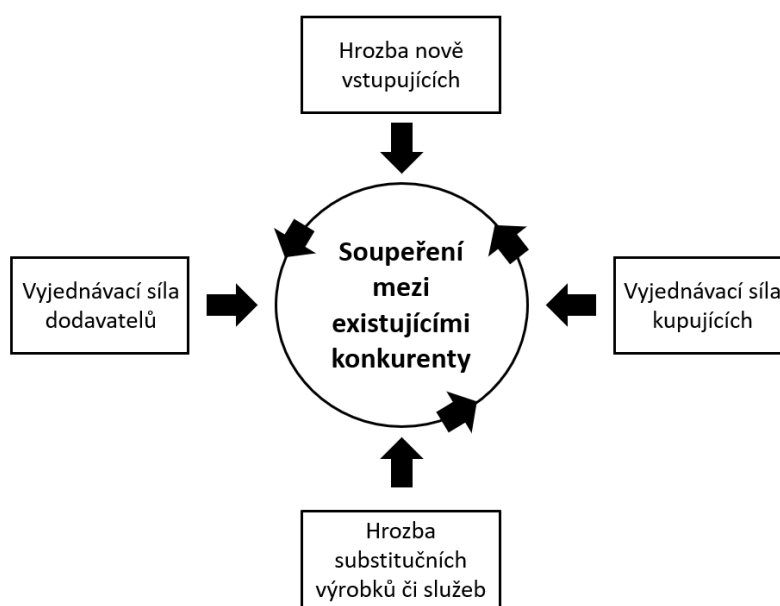 Hrozba nově
vstupujících
Soupeření
mezi
existujícími
konkurenty
Vyjednávací síla
dodavatelů
Vyjednávací síla
kupujících
Hrozba
substitučních
výrobků či služeb